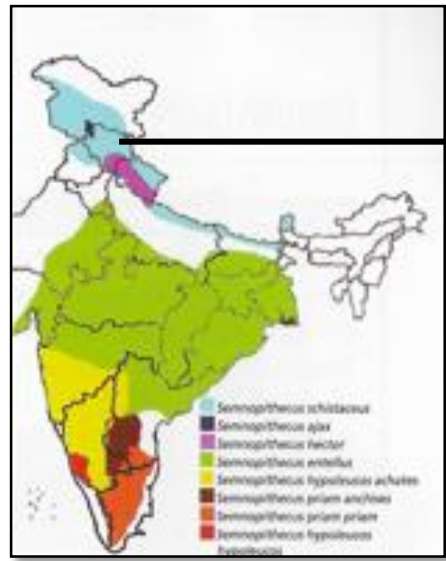 Semnopithecus schistaceus
Semnopithecus ajax
Semnopithecus hector
Semnopithecus entellus
Semnopithecus hypoleucos achates
Semnopithecus priam anchises
Semnopithecus priam priam
Semnopithecus hypoleucos
hypoleucos